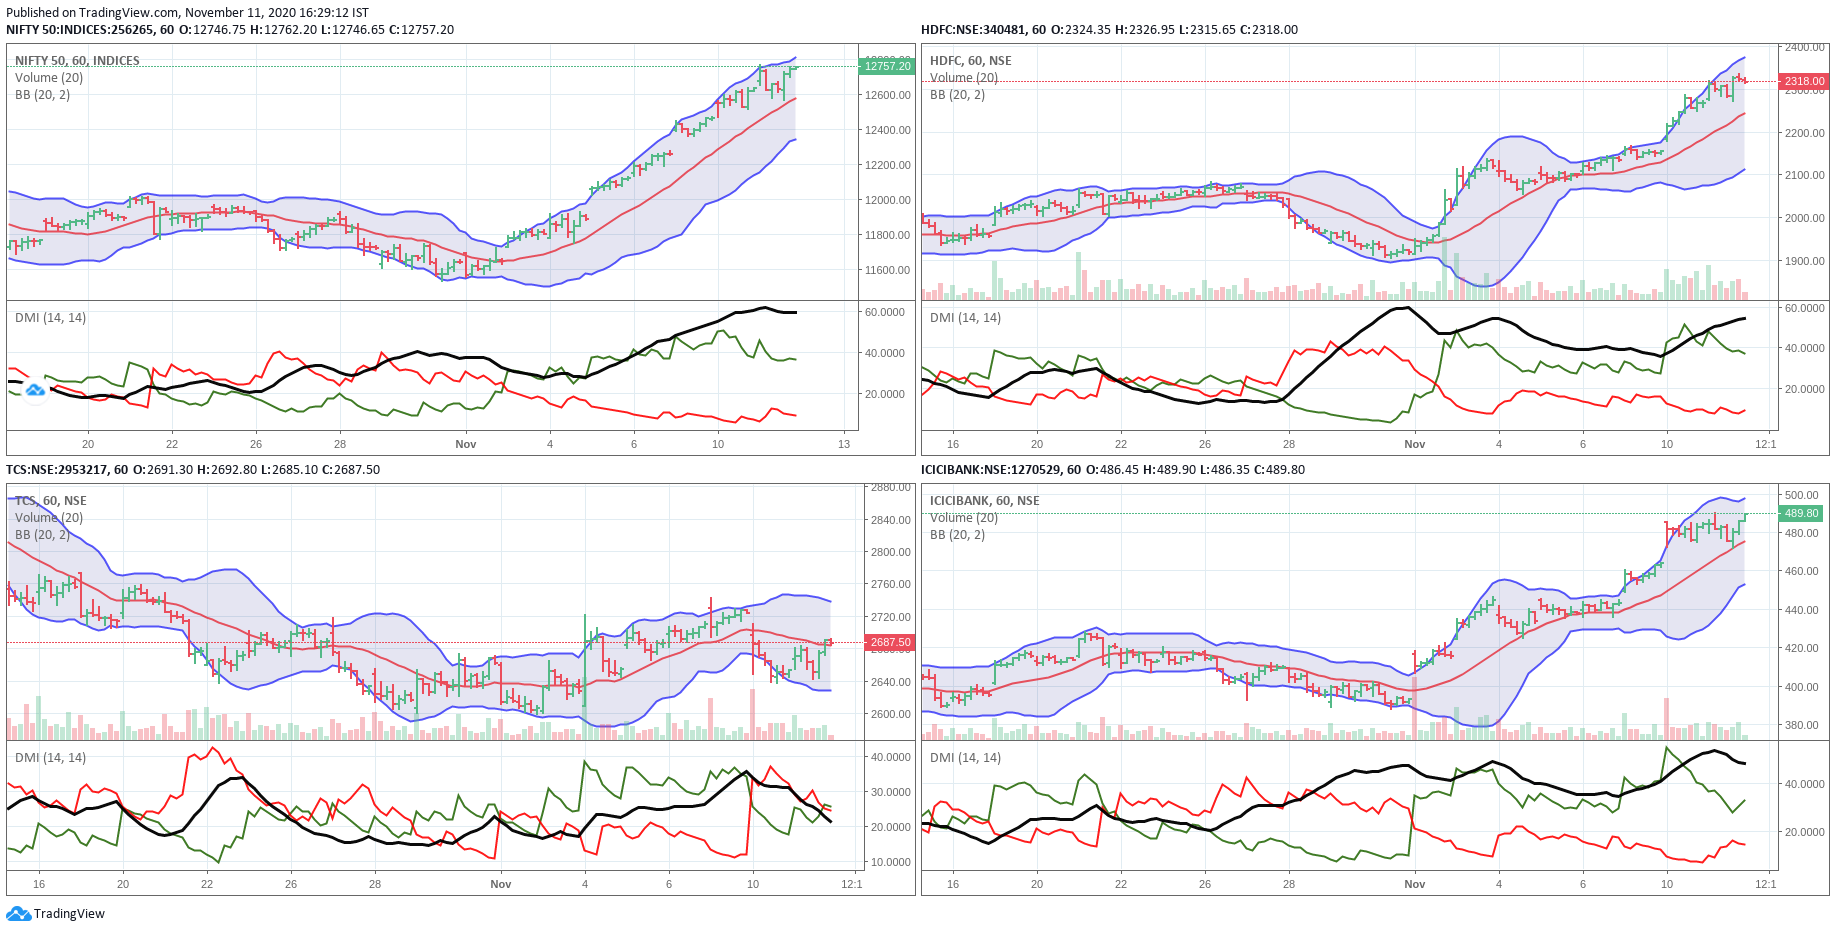 Published on TradingView.com, November 11, 2020 16:29:12 IST
NIFTY 50:INDICES:256265, 60 O:12746.75 H:12762.20 L:12746.65 C:12757.20
NIFTY 50, 60, INDICES
Volume (20)
BB (20, 2)
12757.20
12600.00
12400.00
12200.00
12000.00
11800.00
11600.00
DMI (14, 14)
60.0000
40.0000
20.0000
20 22 26 28 Nov 4 6 10 13
HDFC:NSE:340481, 60 O:2324.35 H:2326.95 L:2315.65 C:2318.00
HDFC, 60, NSE
Volume (20)
BB (20, 2)
2400.00
2318.00
2300.00
2200.00
2100.00
2000.00
1900.00
DMI (14, 14)
60.0000
40.0000
20.0000
16 20 22 26 28 Nov 4 6 10 12:1
TCS:NSE:2953217, 60 O:2691.30 H:2692.80 L:2685.10 C:2687.50
TCS, 60, NSE
Volume (20)
BB (20, 2)
2880.00
2840.00
2800.00
2760.00
2720.00
2687.50
2680.00
2640.00
2600.00
DMI (14, 14)
40.0000
30.0000
20.0000
10.0000
16 20 22 26 28 Nov 4 6 10 12:1
ICICIBANK:NSE:1270529, 60 O:486.45 H:489.90 L:486.35 C:489.80
ICICIBANK, 60, NSE
Volume (20)
BB (20, 2)
500.00
489.80
480.00
460.00
440.00
420.00
400.00
380.00
DMI (14, 14)
40.0000
20.0000
16 20 22 26 28 Nov 4 6 10 12:1
TradingView